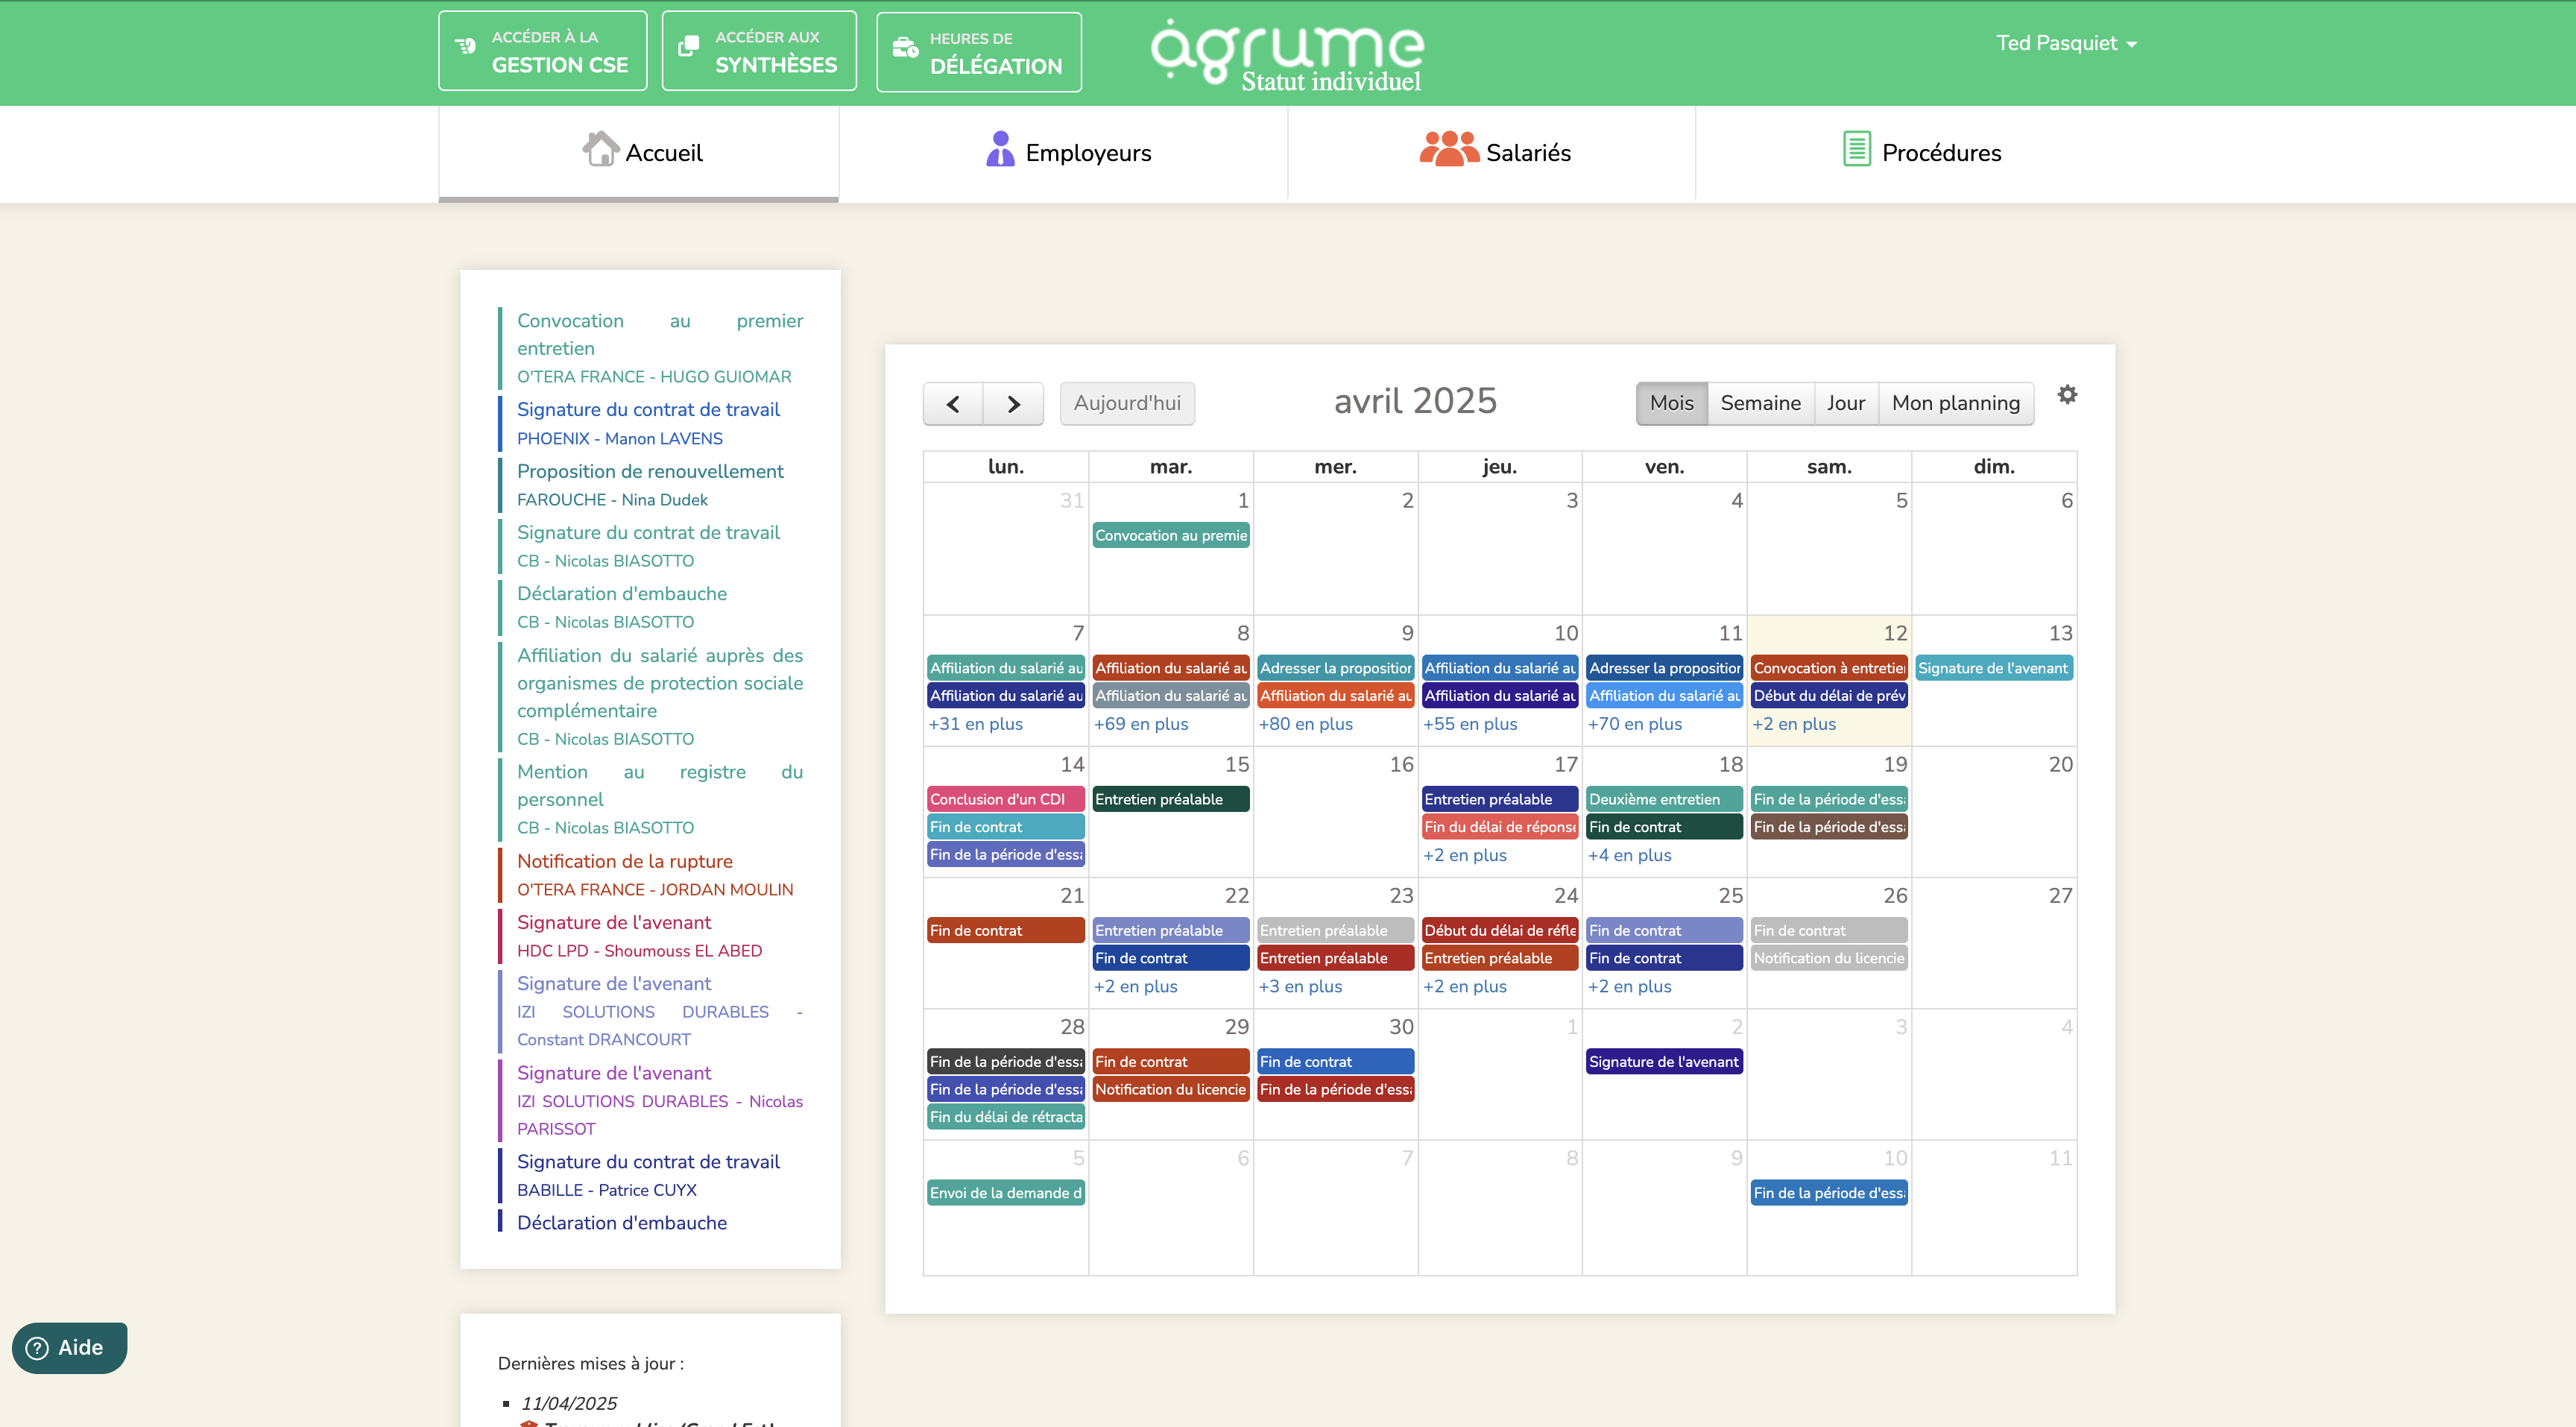 ACCÉDER À LA
GESTION CSE
ACCÉDER AUX
SYNTHÈSES
HEURES DE
DÉLÉGATION
agrume
Statut individuel
Ted Pasquiet
Accueil
Employeurs
Salariés
Procédures
Convocation au premier
entretien
O'TERA FRANCE - HUGO GUIOMAR
Signature du contrat de travail
PHOENIX - Manon LAVENS
Proposition de renouvellement
FAROUCHE - Nina Dudek
Signature du contrat de travail
CB - Nicolas BIASOTTO
Déclaration d'embauche
CB - Nicolas BIASOTTO
Affiliation du salarié auprès des
organismes de protection sociale
complémentaire
CB - Nicolas BIASOTTO
Mention au registre du
personnel
CB - Nicolas BIASOTTO
Notification de la rupture
O'TERA FRANCE - JORDAN MOULIN
Signature de l'avenant
HDC LPD - Shoumouss EL ABED
Signature de l'avenant
IZI SOLUTIONS DURABLES -
Constant DRANCOURT
Signature de l'avenant
IZI SOLUTIONS DURABLES - Nicolas
PARISSOT
Signature du contrat de travail
BABILLE - Patrice CUYX
Déclaration d'embauche
Dernières mises à jour :
11/04/2025
Aujourd'hui
avril 2025
Mois Semaine Jour Mon planning
lun. mar. mer. jeu. ven. sam. dim.
31 1 2 3 4 5 6
Convocation au premie
7 8 9 10 11 12 13
Affiliation du salarié au Affiliation du salarié au Adresser la proposition Affiliation du salarié au Adresser la proposition Convocation à entretie Signature de l'avenant
Affiliation du salarié au Affiliation du salarié au Affiliation du salarié au Affiliation du salarié au Affiliation du salarié au Début du délai de prév
+31 en plus +69 en plus +80 en plus +55 en plus +70 en plus +2 en plus
14 15 16 17 18 19 20
Conclusion d'un CDI Entretien préalable Entretien préalable Deuxième entretien Fin de la période d'essa
Fin de contrat Fin du délai de réponse Fin de contrat Fin de la période d'essa
Fin de la période d'essa +2 en plus +4 en plus
21 22 23 24 25 26 27
Fin de contrat Entretien préalable Entretien préalable Début du délai de réfle Fin de contrat Fin de contrat
Fin de contrat Entretien préalable Entretien préalable Fin de contrat Notification du licencie
+2 en plus +3 en plus +2 en plus +2 en plus
28 29 30 1 2 3 4
Fin de la période d'essa Fin de contrat Fin de contrat Signature de l'avenant
Fin de la période d'essa Notification du licencie Fin de la période d'essa
Fin du délai de rétracta
5 6 7 8 9 10 11
Envoi de la demande d Fin de la période d'essa
Aide